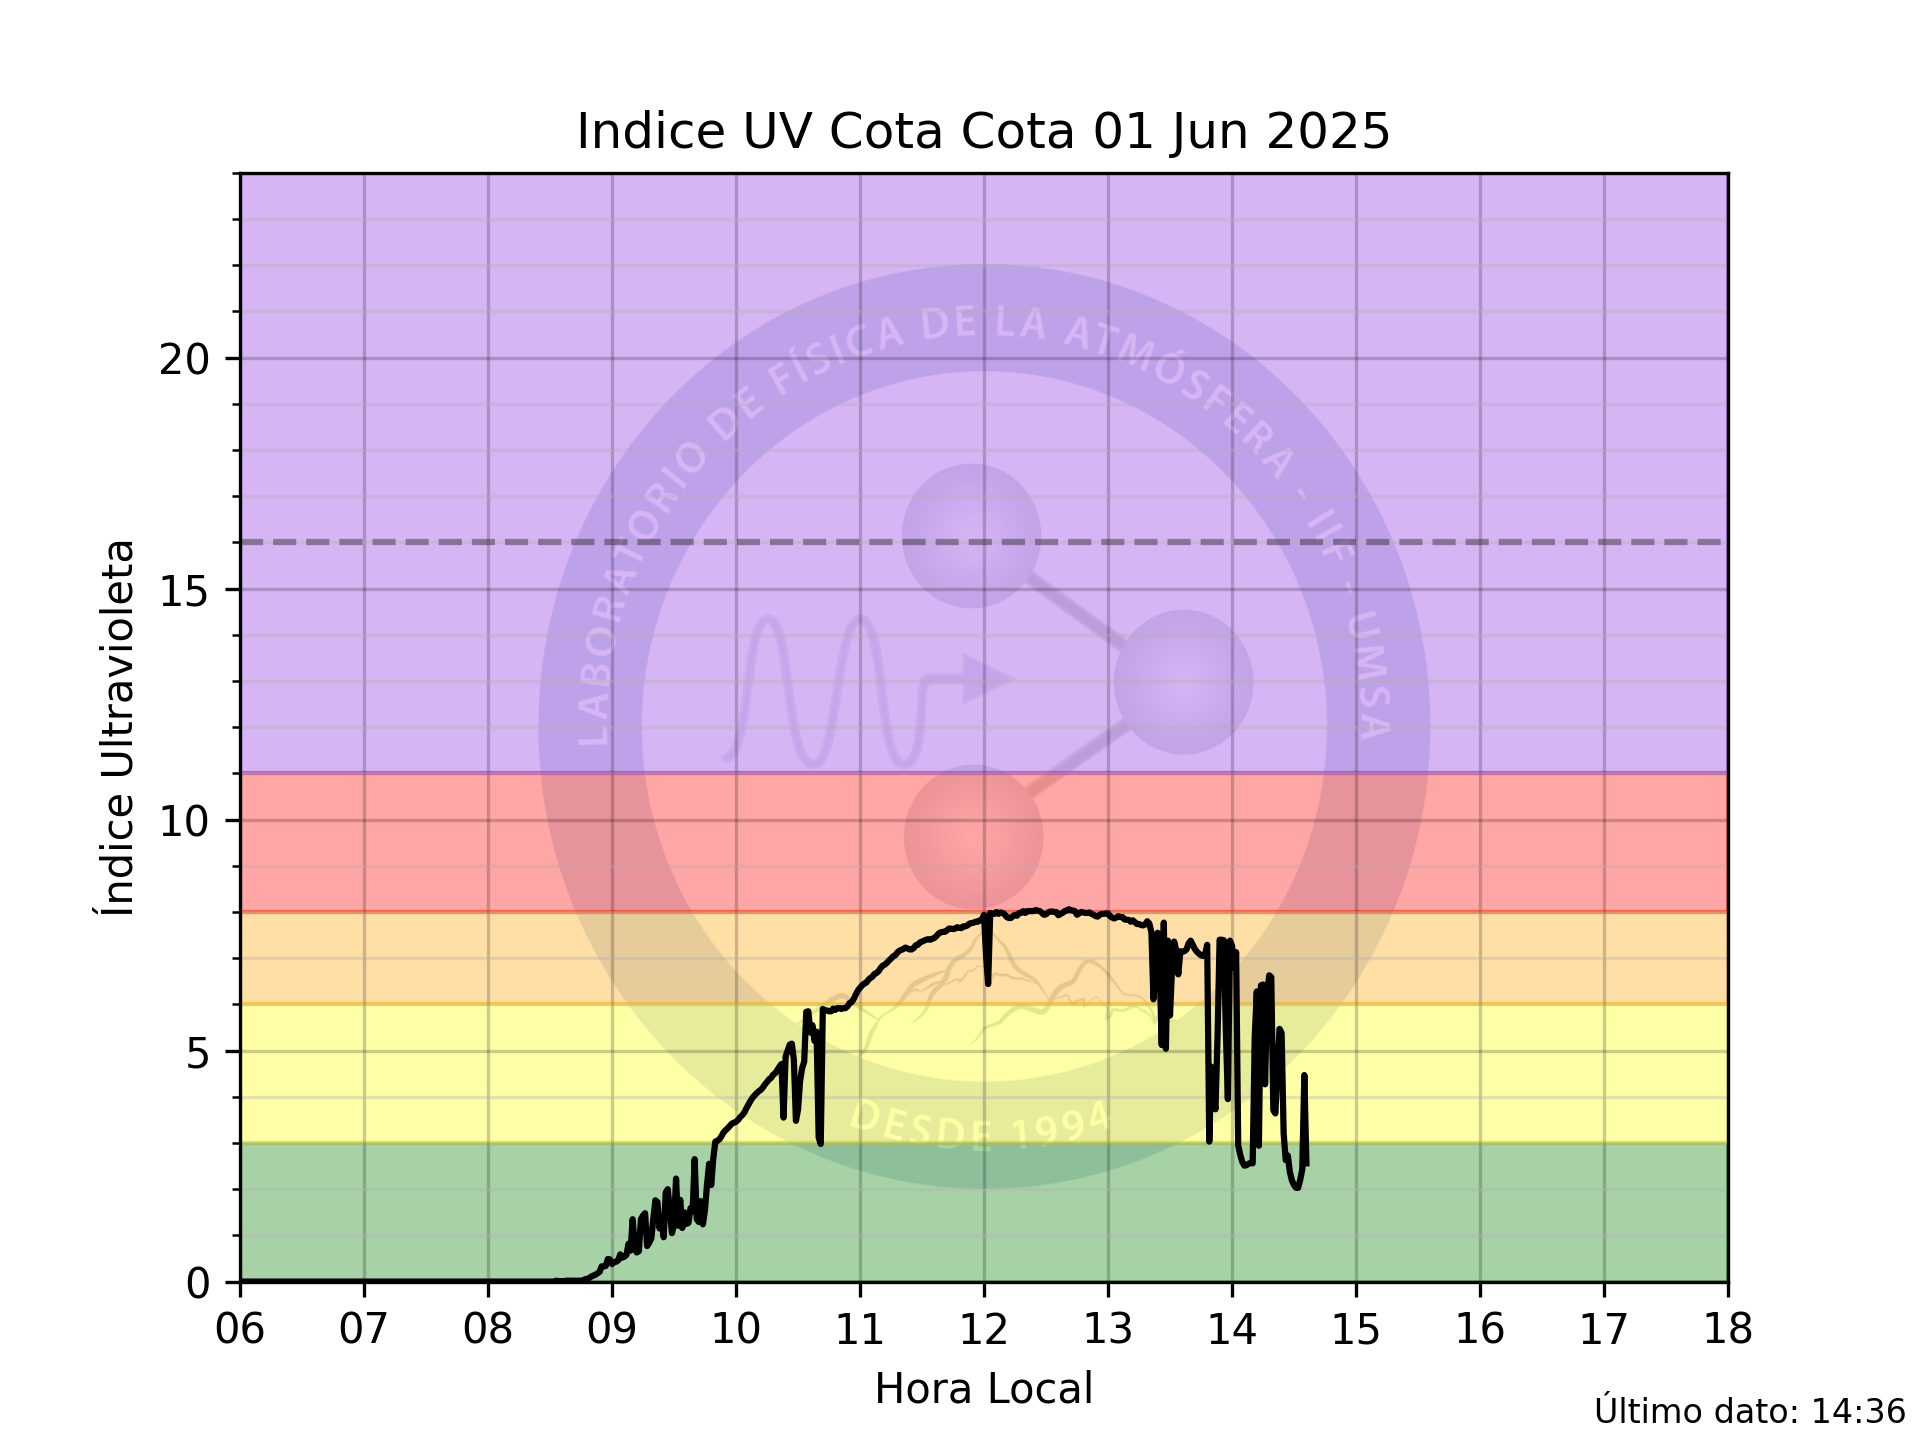 Indice UV Cota Cota 01 Jun 2025
LABORATORIO DE FÍSICA DE LA ATMÓSFERA - IIF - UMSA
DESDE 1994
Índice Ultravioleta
20
15
10
5
0
06 07 08 09 10 11 12 13 14 15 16 17 18
Hora Local
Último dato: 14:36